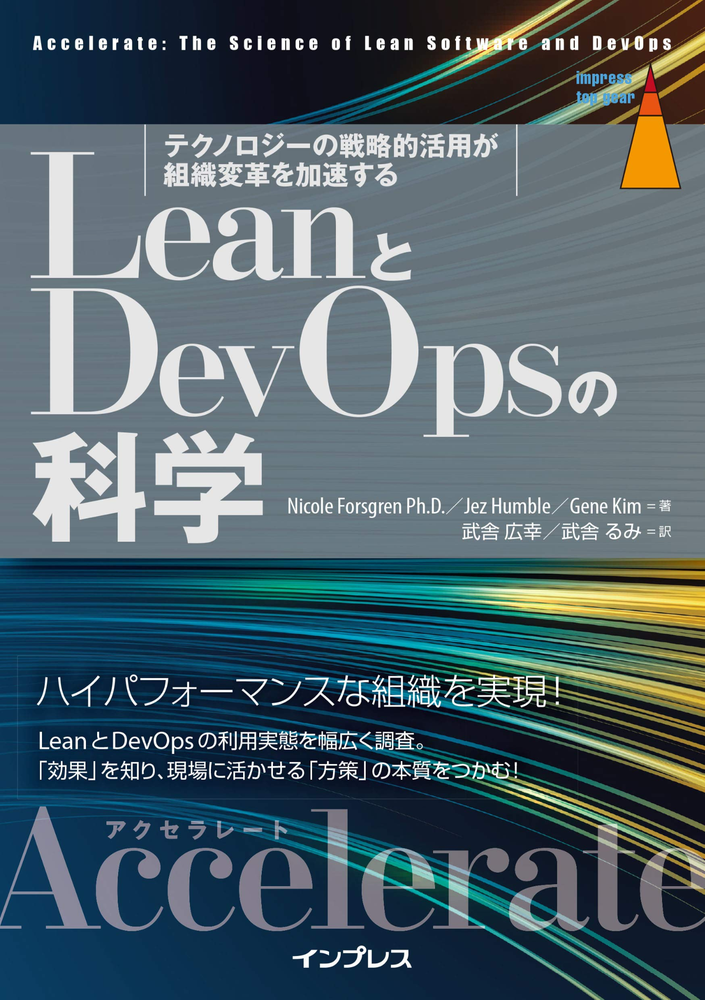 Accelerate: The Science of Lean Software and DevOps
impress
top gear
テクノロジーの戦略的活用が
組織変革を加速する
Leanと
DevOpsの
科学
Nicole Forsgren Ph.D.／Jez Humble／Gene Kim＝著
武舎 広幸／武舎 るみ＝訳
ハイパフォーマンスな組織を実現！
LeanとDevOpsの利用実態を幅広く調査。
「効果」を知り、現場に活かせる「方策」の本質をつかむ！
アクセラレート
Accelerate
インプレス